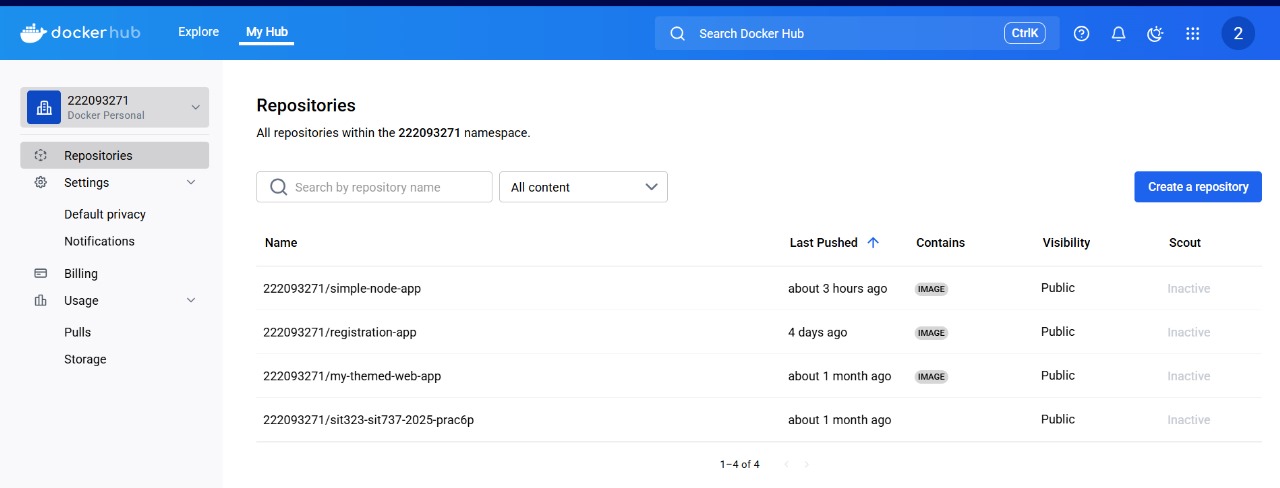 dockerhub Explore My Hub Search Docker Hub CtrlK 2
222093271
Docker Personal
Repositories
Settings
Default privacy
Notifications
Billing
Usage
Pulls
Storage
Repositories
All repositories within the 222093271 namespace.
Search by repository name All content Create a repository
Name Last Pushed Contains Visibility Scout
222093271/simple-node-app about 3 hours ago IMAGE Public Inactive
222093271/registration-app 4 days ago IMAGE Public Inactive
222093271/my-themed-web-app about 1 month ago IMAGE Public Inactive
222093271/sit323-sit737-2025-prac6p about 1 month ago Public Inactive
1–4 of 4